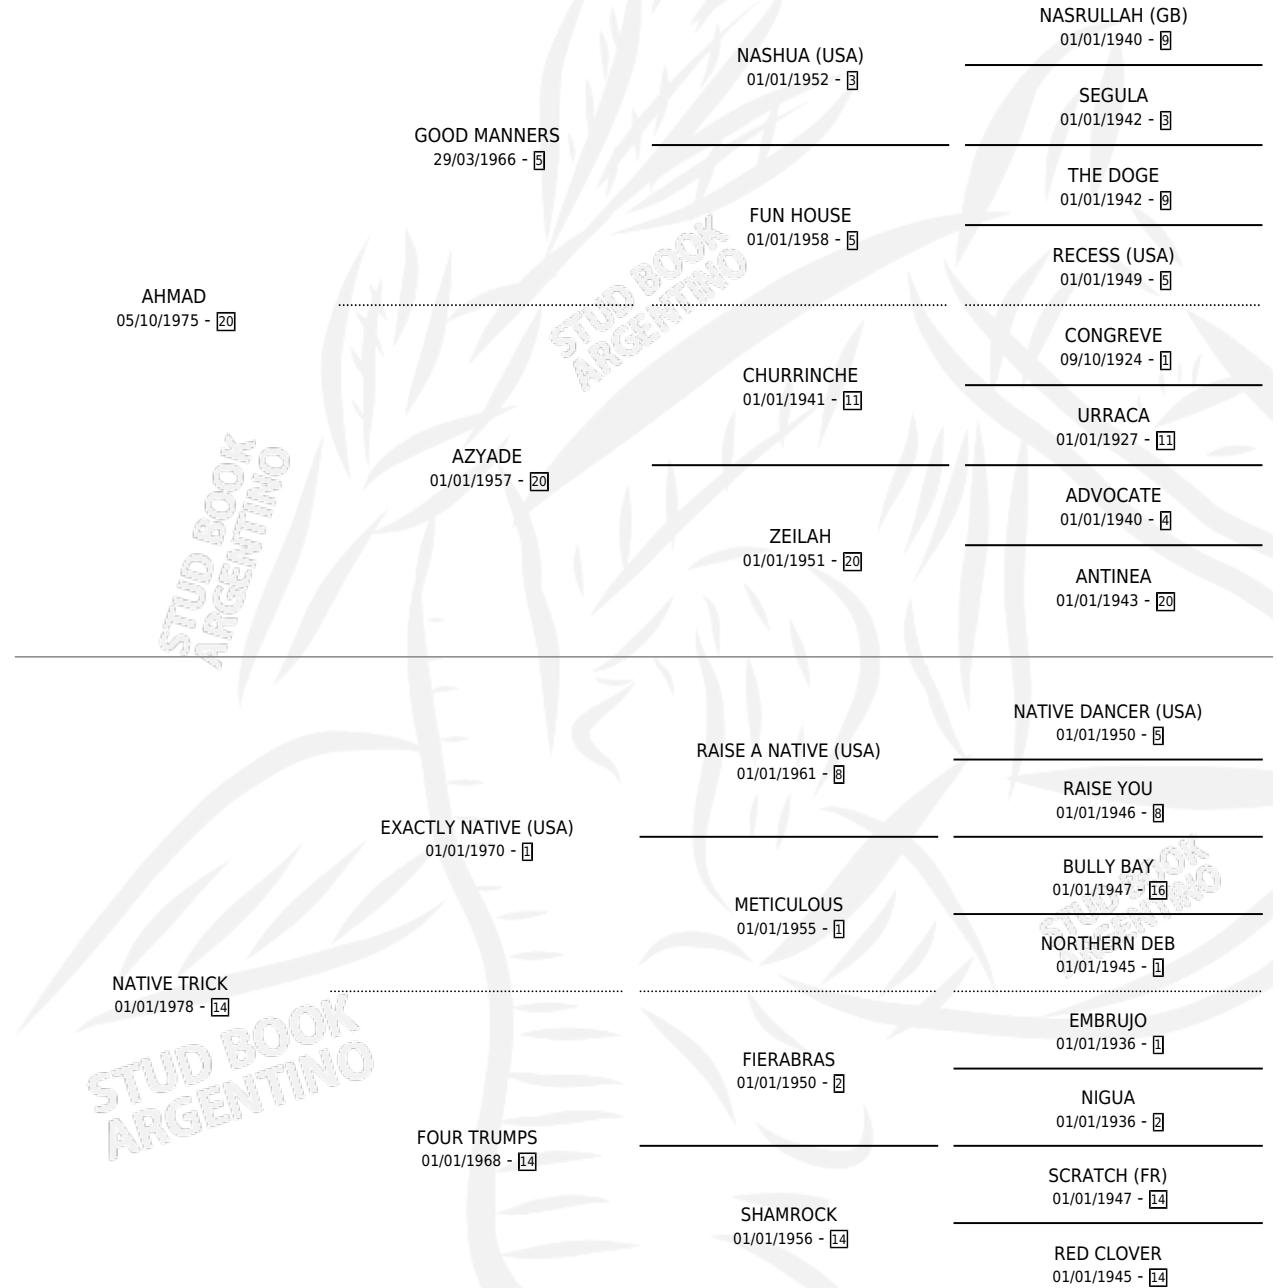 NASRULLAH (GB)
01/01/1940 - 9
NASHUA (USA)
01/01/1952 - 3
SEGULA
01/01/1942 - 3
GOOD MANNERS
29/03/1966 - 5
THE DOGE
01/01/1942 - 9
FUN HOUSE
01/01/1958 - 5
RECESS (USA)
01/01/1949 - 5
AHMAD
05/10/1975 - 20
CONGREVE
09/10/1924 - 1
CHURRINCHE
01/01/1941 - 11
URRACA
01/01/1927 - 11
AZYADE
01/01/1957 - 20
ADVOCATE
01/01/1940 - 4
ZEILAH
01/01/1951 - 20
ANTINEA
01/01/1943 - 20
STUD BOOK
ARGENTINO
STUD BOOK
ARGENTINO
NATIVE DANCER (USA)
01/01/1950 - 5
RAISE A NATIVE (USA)
01/01/1961 - 8
RAISE YOU
01/01/1946 - 8
EXACTLY NATIVE (USA)
01/01/1970 - 1
BULLY BAY
01/01/1947 - 16
METICULOUS
01/01/1955 - 1
NORTHERN DEB
01/01/1945 - 1
NATIVE TRICK
01/01/1978 - 14
EMBRUJO
01/01/1936 - 1
FIERABRAS
01/01/1950 - 2
NIGUA
01/01/1936 - 2
FOUR TRUMPS
01/01/1968 - 14
SCRATCH (FR)
01/01/1947 - 14
SHAMROCK
01/01/1956 - 14
RED CLOVER
01/01/1945 - 14
STUD BOOK
ARGENTINO
STUD BOOK
ARGENTINO